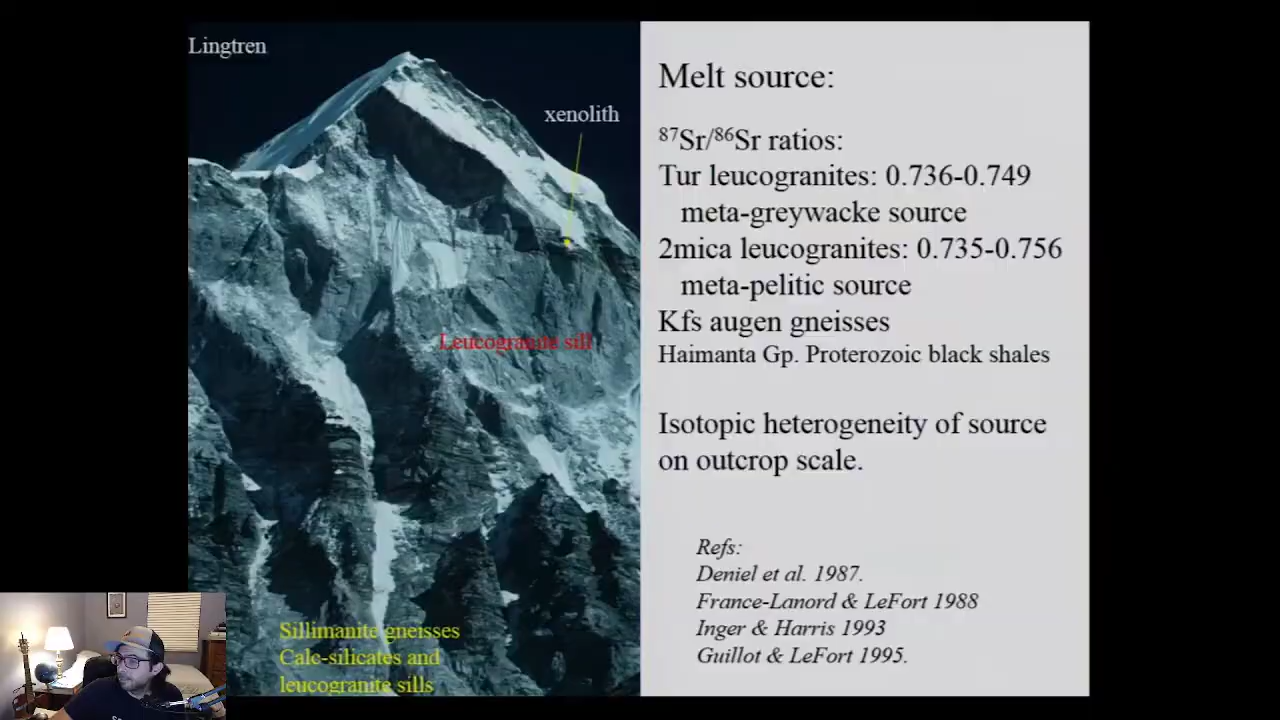 Lingtren
xenolith
Leucogranite sill
Sillimanite gneisses
Calc-silicates and
leucogranite sills
Melt source:
⁸⁷Sr/⁸⁶Sr ratios:
Tur leucogranites: 0.736-0.749
meta-greywacke source
2mica leucogranites: 0.735-0.756
meta-pelitic source
Kfs augen gneisses
Haimanta Gp. Proterozoic black shales
Isotopic heterogeneity of source
on outcrop scale.
Refs:
Deniel et al. 1987.
France-Lanord & LeFort 1988
Inger & Harris 1993
Guillot & LeFort 1995.